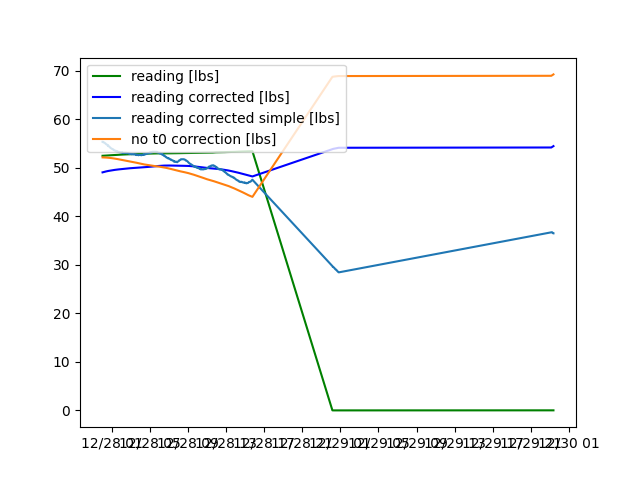 reading [lbs]
reading corrected [lbs]
reading corrected simple [lbs]
no t0 correction [lbs]
70
60
50
40
30
20
10
0
12/28 01 12/28 05 12/28 09 12/28 13 12/28 17 12/28 21 12/29 01 12/29 05 12/29 09 12/29 13 12/29 17 12/29 21 12/30 01